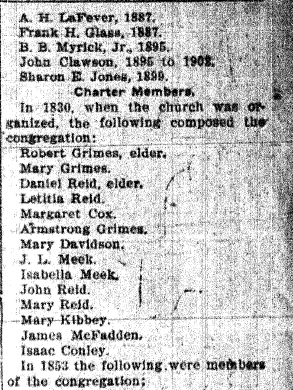 A. H. LaFever, 1887.
Frank H. Glass, 1887.
B. B. Myrick, Jr., 1895.
John Clawson, 1895 to 1902.
Sharon E. Jones, 1899.
Charter Members.
In 1830, when the church was or-
ganized, the following composed the
congregation:
Robert Grimes, elder.
Mary Grimes.
Daniel Reid, elder.
Letitia Reid.
Margaret Cox.
Armstrong Grimes.
Mary Davidson.
J. L. Meek.
Isabella Meek.
John Reid.
Mary Reid.
Mary Kibbey.
James McFadden.
Isaac Conley.
In 1853 the following were members
of the congregation;